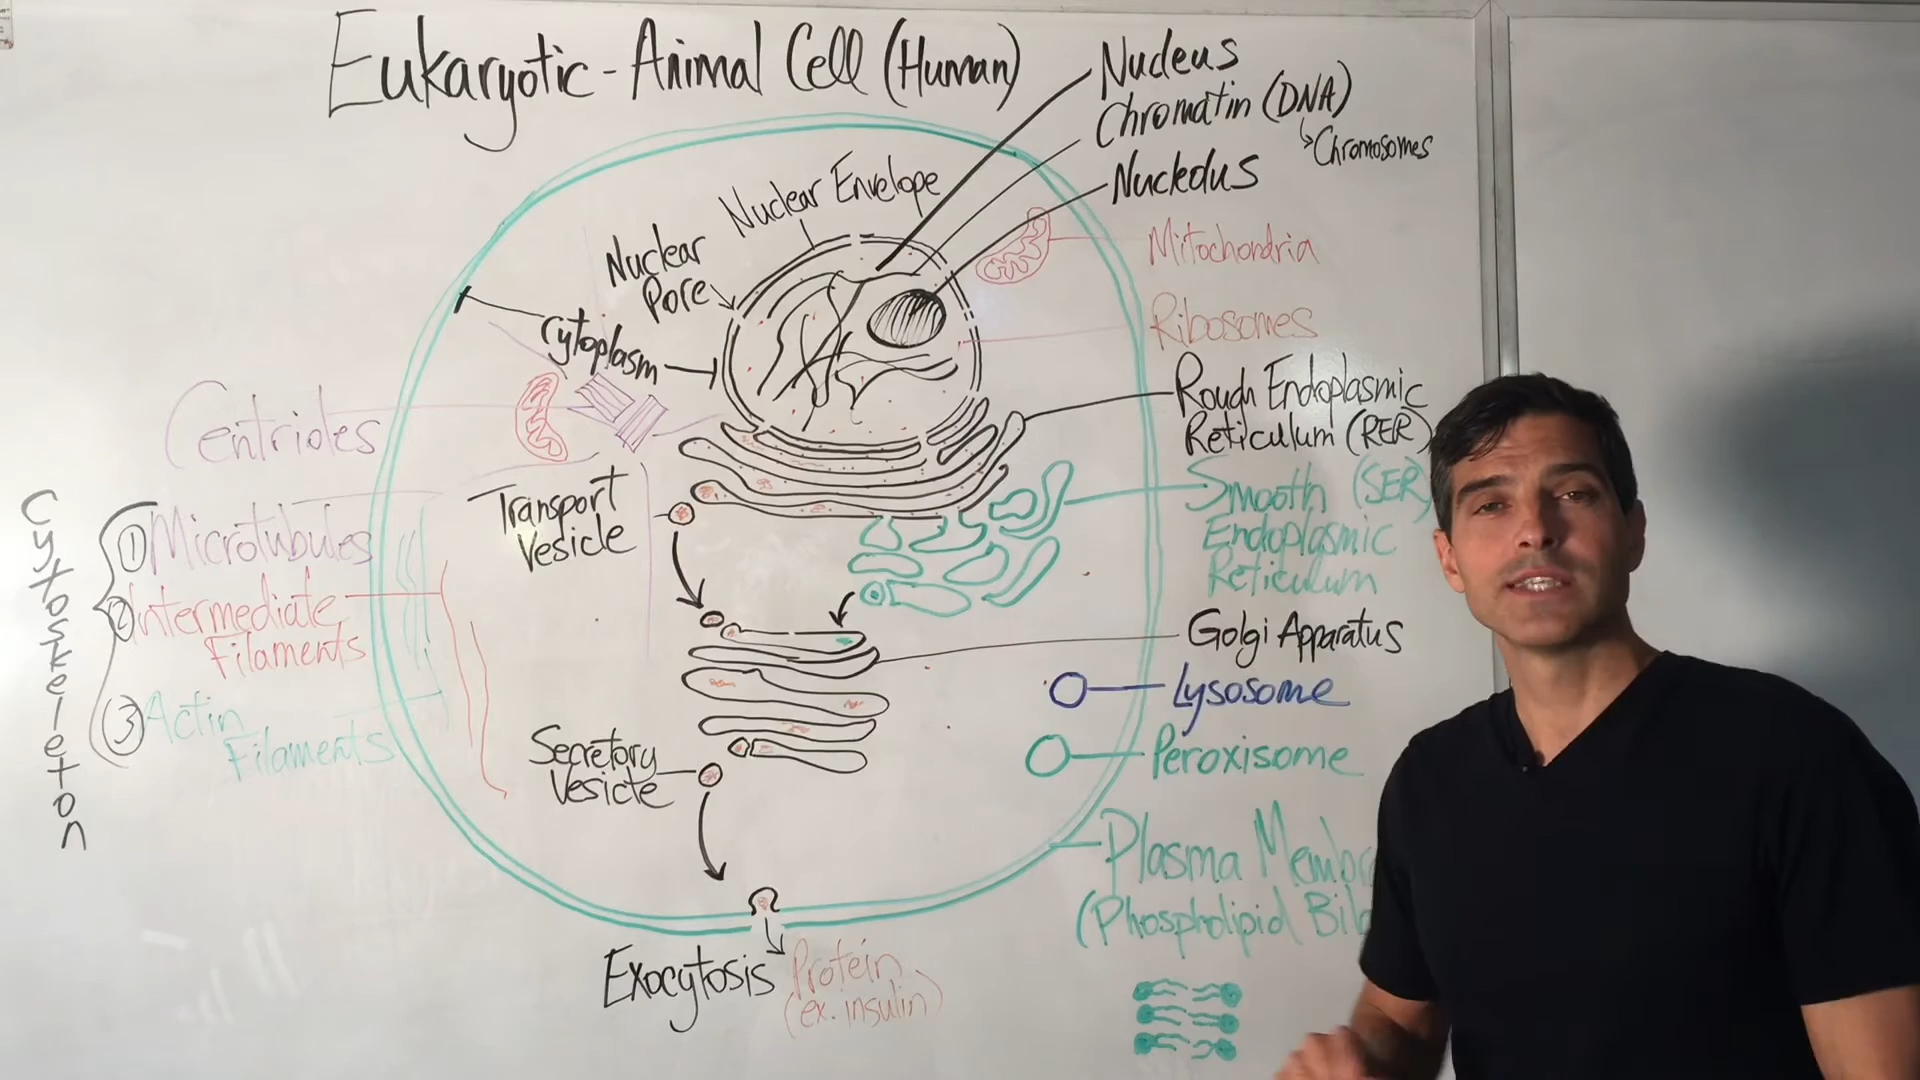 Eukaryotic-Animal Cell (Human)
Nucleus
Chromatin (DNA)
↳Chromosomes
Nucleolus
Nuclear Envelope
Nuclear
Pore
Cytoplasm
Mitochondria
Ribosomes
Rough Endoplasmic
Reticulum (RER)
Smooth (SER)
Endoplasmic
Reticulum
Golgi Apparatus
Lysosome
Peroxisome
Plasma
(Phospholipid
Centrioles
Cytoskeleton
① Microtubules
② Intermediate
Filaments
③ Actin
Filaments
Transport
Vesicle
Secretory
Vesicle
Exocytosis
Protein
(ex. insulin)